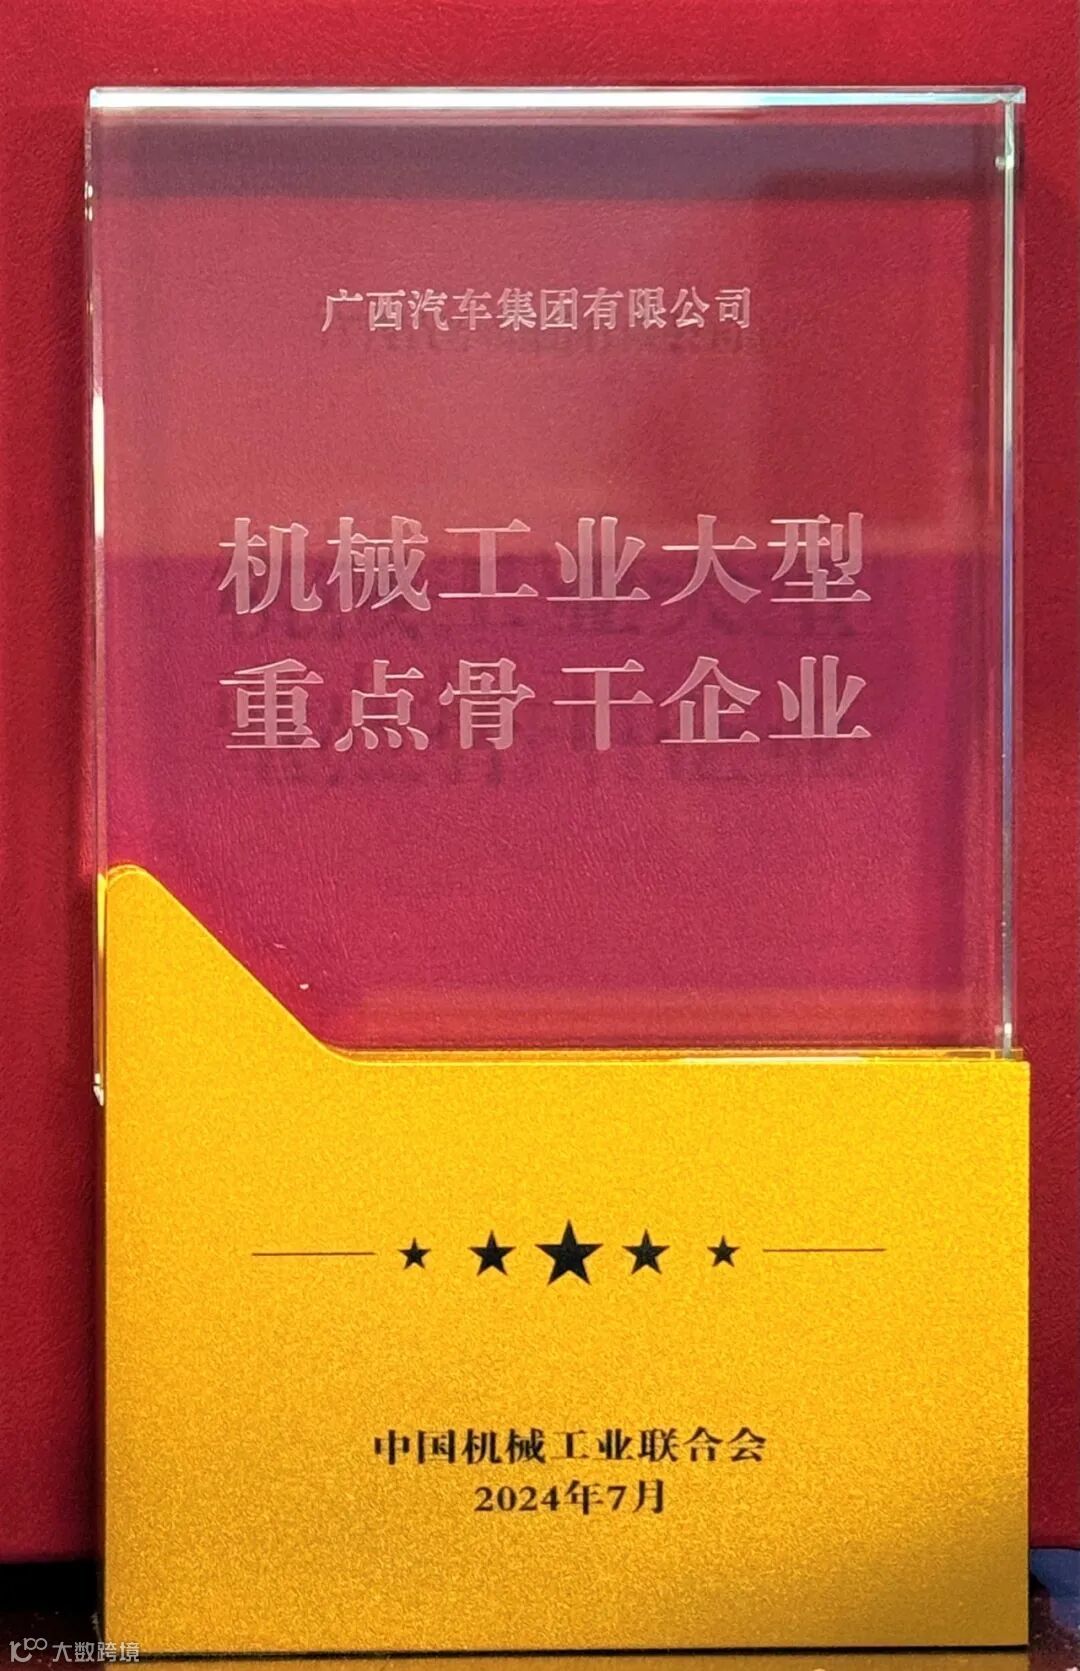 广西汽车集团有限公司
机械工业大型
重点骨干企业
中国机械工业联合会
2024年7月
大数跨境